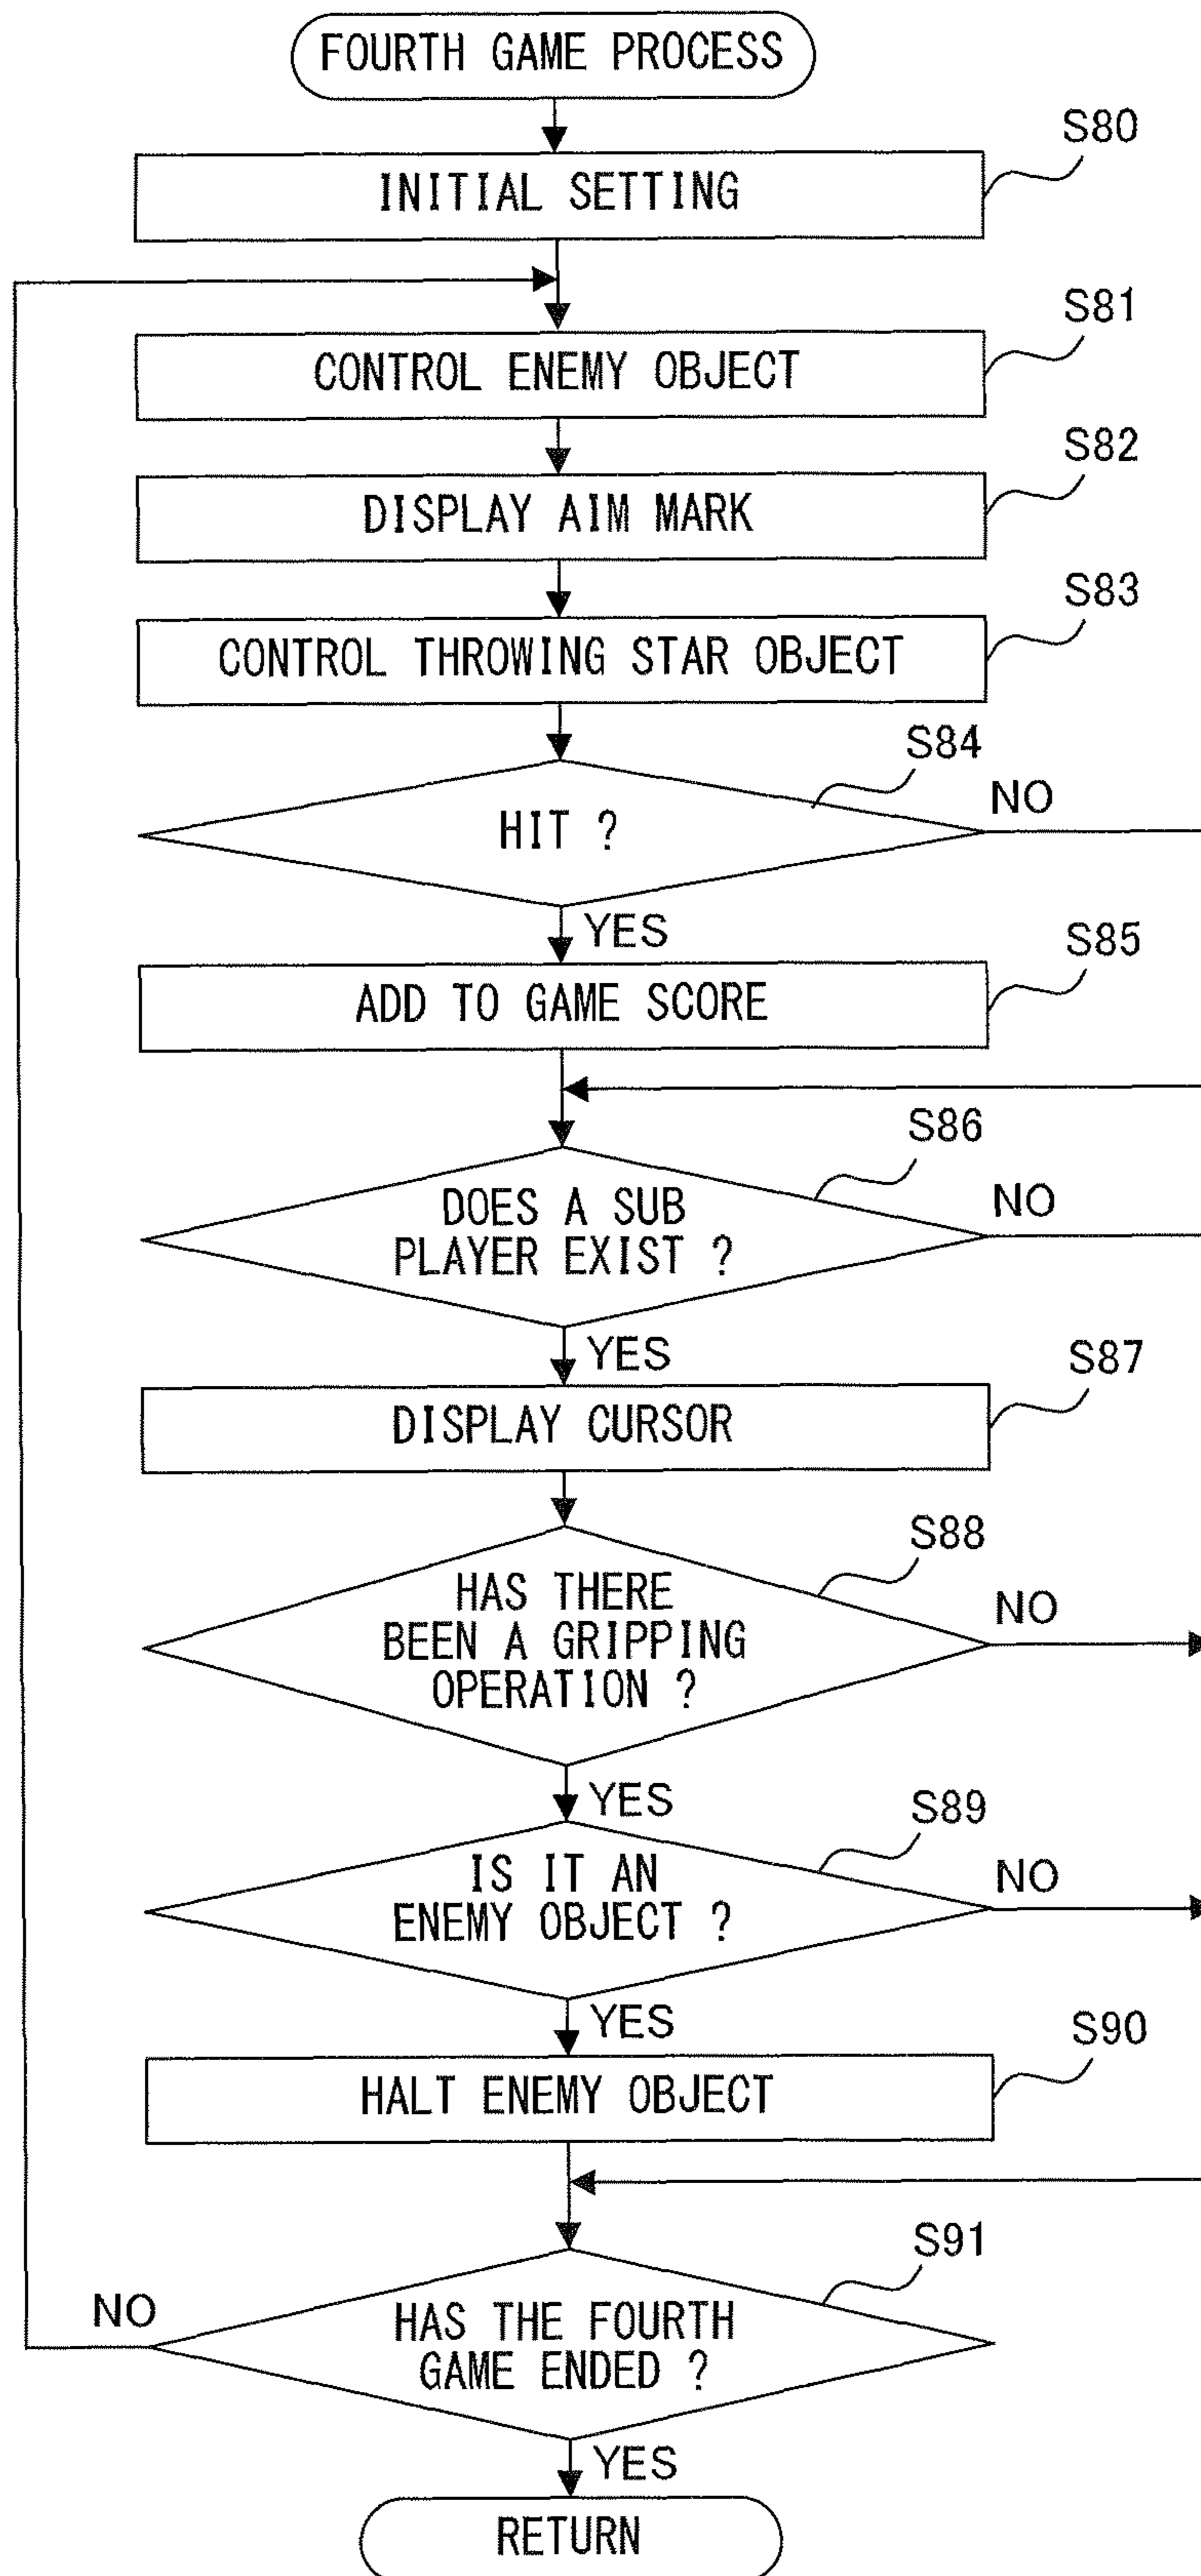 FOURTH GAME PROCESS
S80
INITIAL SETTING
S81
CONTROL ENEMY OBJECT
S82
DISPLAY AIM MARK
S83
CONTROL THROWING STAR OBJECT
S84
HIT ?
NO
YES
S85
ADD TO GAME SCORE
S86
DOES A SUB
PLAYER EXIST ?
NO
YES
S87
DISPLAY CURSOR
S88
HAS THERE
BEEN A GRIPPING
OPERATION ?
NO
YES
S89
IS IT AN
ENEMY OBJECT ?
NO
YES
S90
HALT ENEMY OBJECT
S91
HAS THE FOURTH
GAME ENDED ?
NO
YES
RETURN